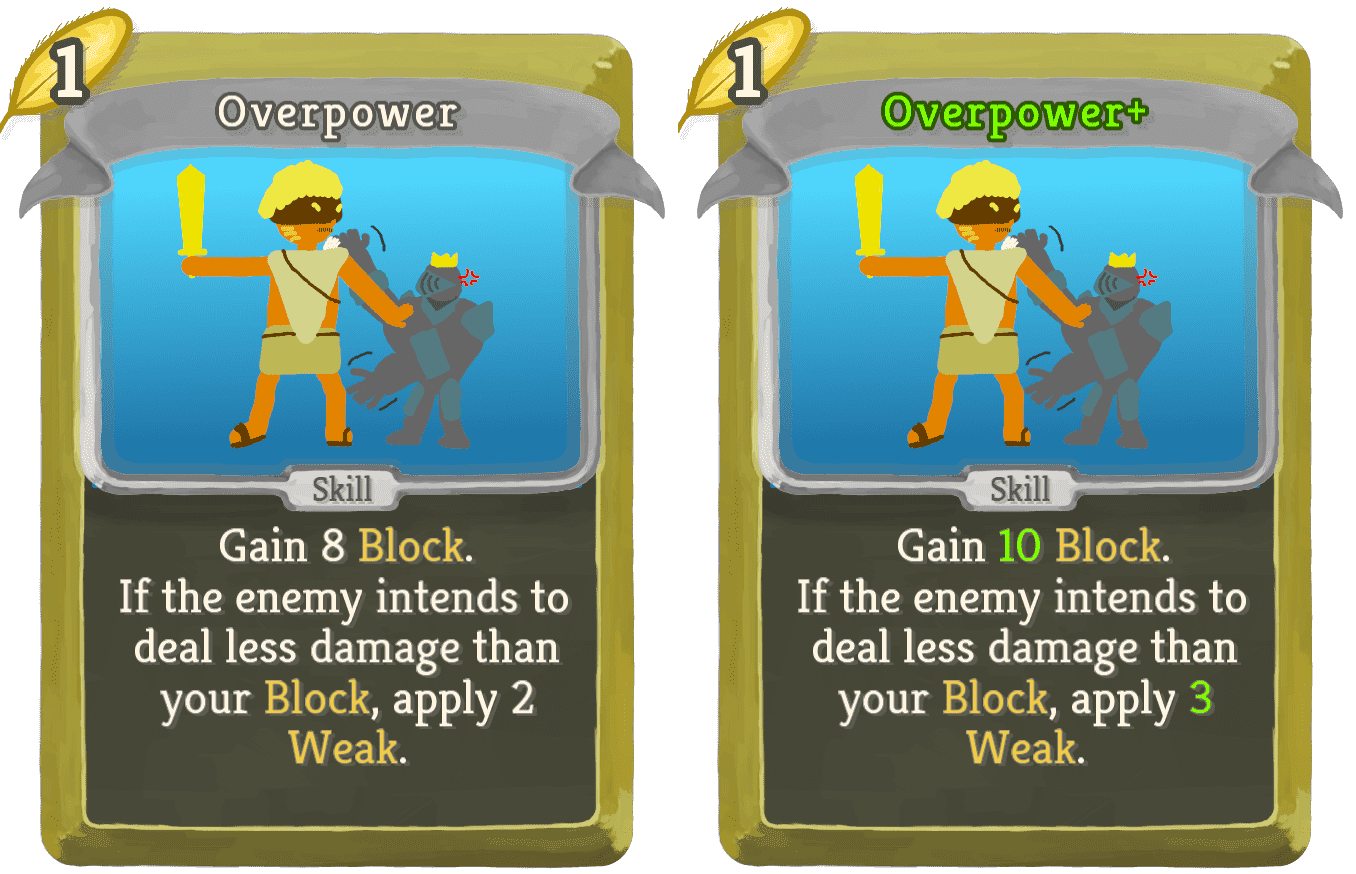 1
Overpower
Skill
Gain 8 Block.
If the enemy intends to
deal less damage than
your Block, apply 2
Weak.
1
Overpower+
Skill
Gain 10 Block.
If the enemy intends to
deal less damage than
your Block, apply 3
Weak.